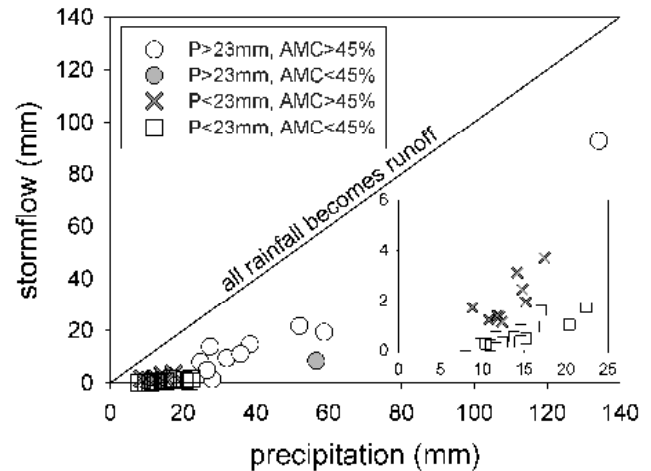 140
120
100
80
60
40
20
0
stormflow (mm)
P>23mm, AMC>45%
P>23mm, AMC<45%
P<23mm, AMC>45%
P<23mm, AMC<45%
all rainfall becomes runoff
6
4
2
0
0 5 10 15 20 25
0 20 40 60 80 100 120 140
precipitation (mm)